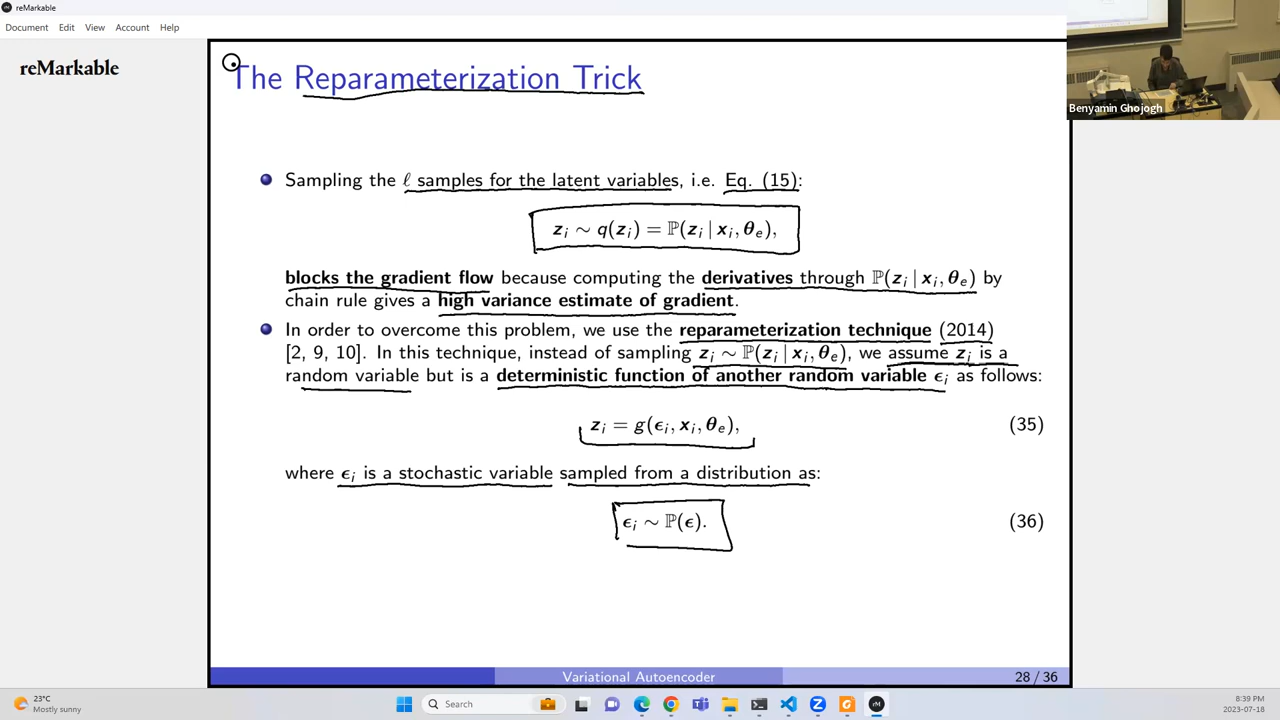 reMarkable
Document Edit View Account Help
reMarkable
The Reparameterization Trick
Benyamin Ghojogh
Sampling the ℓ samples for the latent variables, i.e. Eq. (15):
z_i ∼ q(z_i) = ℙ(z_i | x_i, θ_e),
blocks the gradient flow because computing the derivatives through ℙ(z_i | x_i, θ_e) by
chain rule gives a high variance estimate of gradient.
In order to overcome this problem, we use the reparameterization technique (2014)
[2, 9, 10]. In this technique, instead of sampling z_i ∼ ℙ(z_i | x_i, θ_e), we assume z_i is a
random variable but is a deterministic function of another random variable ϵ_i as follows:
z_i = g(ϵ_i, x_i, θ_e), (35)
where ϵ_i is a stochastic variable sampled from a distribution as:
ϵ_i ∼ ℙ(ϵ). (36)
Variational Autoencoder 28 / 36
23°C
Mostly sunny
Search
rM
8:39 PM
2023-07-18